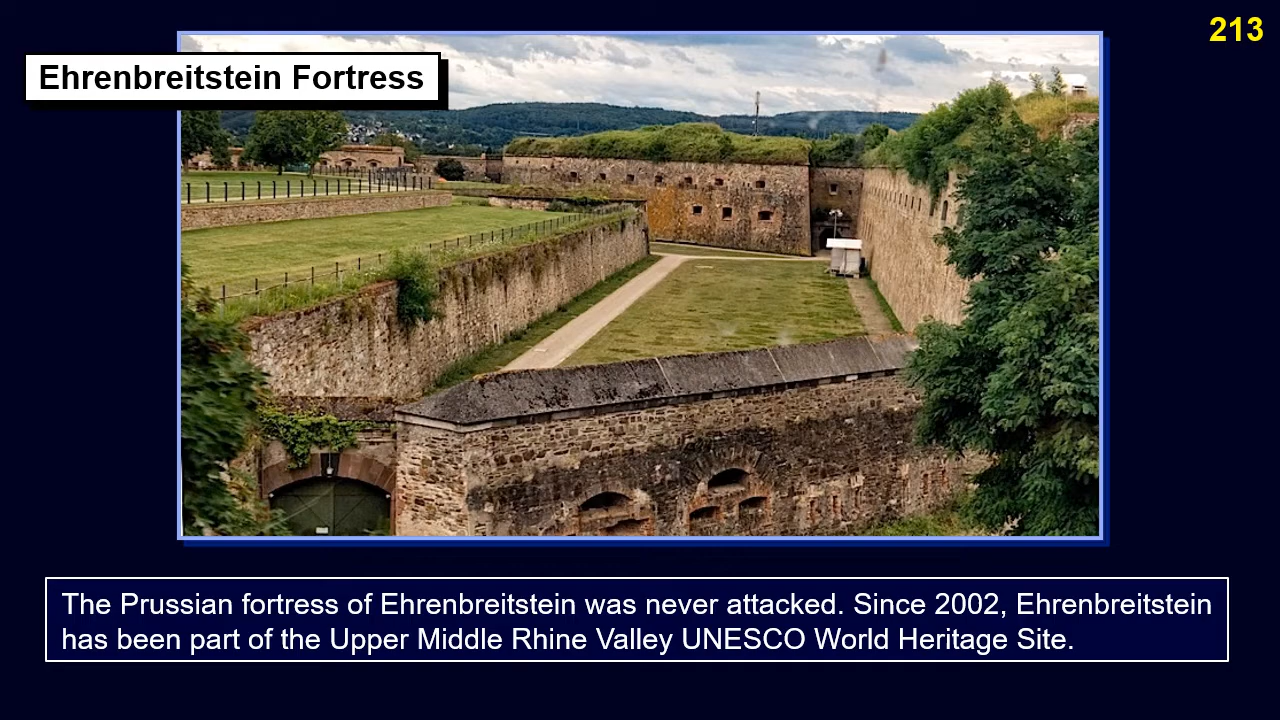 213
Ehrenbreitstein Fortress
The Prussian fortress of Ehrenbreitstein was never attacked. Since 2002, Ehrenbreitstein
has been part of the Upper Middle Rhine Valley UNESCO World Heritage Site.